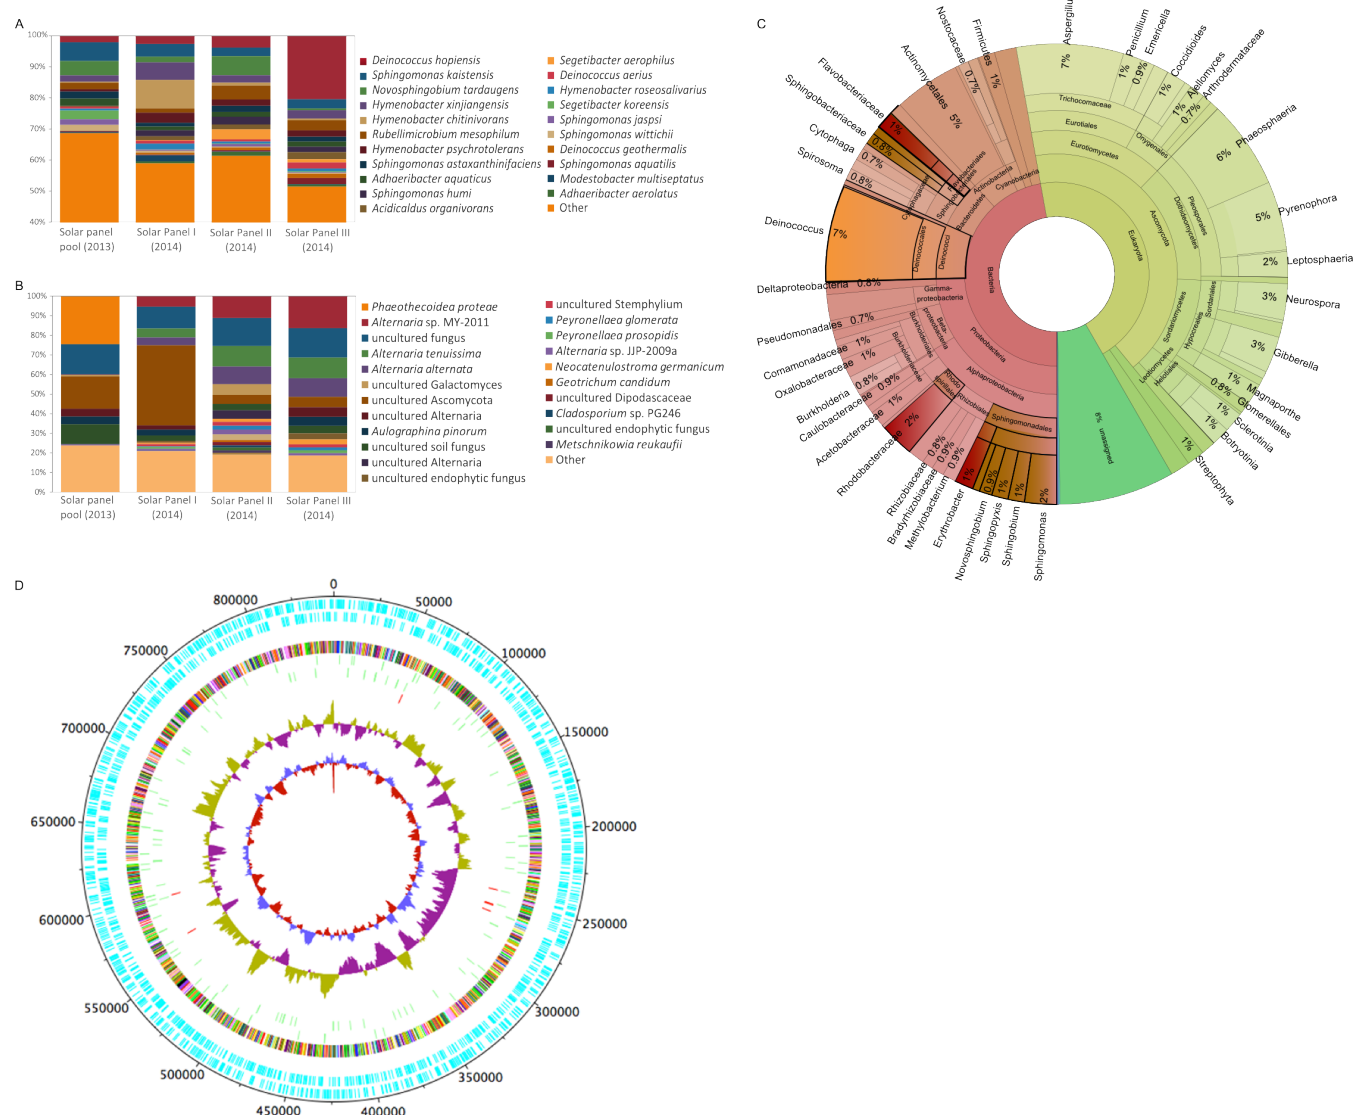 A
100%
90%
80%
70%
60%
50%
40%
Solar panel pool (2013)
Solar Panel I (2014)
Solar Panel II (2014)
Solar Panel III (2014)
Deinococcus hopiensis
Sphingomonas kaistensis
Novosphingobium tardaugens
Hymenobacter xinjiangensis
Hymenobacter chitinivorans
Rubellimicrobium mesophilum
Hymenobacter psychrotolerans
Sphingomonas astaxanthinifaciens
Adhaeribacter aquaticus
Sphingomonas humi
Acidicaldus organivorans
Segetibacter aerophilus
Deinococcus aerius
Hymenobacter roseosalivarius
Segetibacter koreensis
Sphingomonas jaspsi
Sphingomonas wittichii
Deinococcus geothermalis
Sphingomonas aquatilis
Modestobacter multiseptatus
Adhaeribacter aerolatus
Other
B
100%
90%
80%
70%
60%
50%
40%
30%
20%
10%
0%
Solar panel pool (2013)
Solar Panel I (2014)
Solar Panel II (2014)
Solar Panel III (2014)
Phaeothecoidea proteae
Alternaria sp. MY-2011
uncultured fungus
Alternaria tenuissima
Alternaria alternata
uncultured Galactomyces
uncultured Ascomycota
uncultured Alternaria
Aulographina pinorum
uncultured soil fungus
uncultured Alternaria
uncultured endophytic fungus
uncultured Stemphylium
Peyronellaea glomerata
Peyronellaea prosopidis
Alternaria sp. JJP-2009a
Neocatenulostroma germanicum
Geotrichum candidum
uncultured Dipodascaceae
Cladosporium sp. PG246
uncultured endophytic fungus
Metschnikowia reukaufii
Other
C
Aspergillu
7%
Penicillium
1%
Emericella
0.9%
Coccidioides
1%
Ajellomyces
1%
Arthrodermataceae
0.7%
Phaeosphaeria
6%
Pyrenophora
5%
Leptosphaeria
2%
Neurospora
3%
Gibberella
3%
Magnaporthe
1%
Glomerellales
0.8%
Sclerotinia
1%
Botryotinia
1%
Streptophyta
1%
6% unassigned
Sphingomonas
2%
Sphingobium
1%
Sphingopyxis
1%
Novosphingobium
0.9%
Erythrobacter
1%
Methylobacterium
0.9%
Bradyrhizobiaceae
0.9%
Rhizobiaceae
0.8%
Rhodobacteraceae
2%
Acetobacteraceae
1%
Caulobacteraceae
0.9%
Burkholderia
0.8%
Oxalobacteraceae
1%
Comamonadaceae
1%
Pseudomonadales
0.7%
Deltaproteobacteria
0.8%
Deinococcus
7%
Spirosoma
0.8%
Cytophaga
0.7%
Sphingobacteriaceae
0.8%
Flavobacteriaceae
1%
Actinomycetales
5%
Nostocaceae
0.7%
Firmicutes
1%
Trichocomaceae
Eurotiales
Eurotiomycetes
Onygenales
Pleosporales
Dothideomycetes
Ascomycota
Eukaryota
Sordariales
Sordariomycetes
Hypocreales
Leotiomycetes
Helotiales
Bacteria
Proteobacteria
Alphaproteobacteria
Sphingomonadales
Rhizobiales
Gamma-
proteobacteria
Beta-
proteobacteria
Burkholderiales
Deinococci
Deinococcales
Bacteroidetes
Actinobacteria
Cyanobacteria
D
0
50000
100000
150000
200000
250000
300000
350000
400000
450000
500000
550000
600000
650000
700000
750000
800000